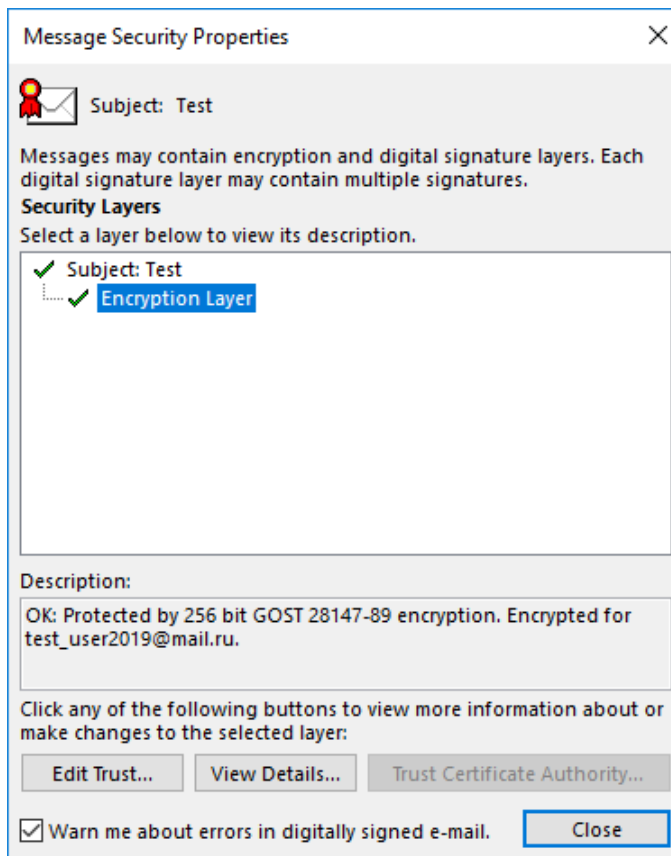 Message Security Properties
Subject: Test
Messages may contain encryption and digital signature layers. Each
digital signature layer may contain multiple signatures.
Security Layers
Select a layer below to view its description.
Subject: Test
Encryption Layer
Description:
OK: Protected by 256 bit GOST 28147-89 encryption. Encrypted for
test_user2019@mail.ru.
Click any of the following buttons to view more information about or
make changes to the selected layer:
Edit Trust... View Details... Trust Certificate Authority...
Warn me about errors in digitally signed e-mail. Close